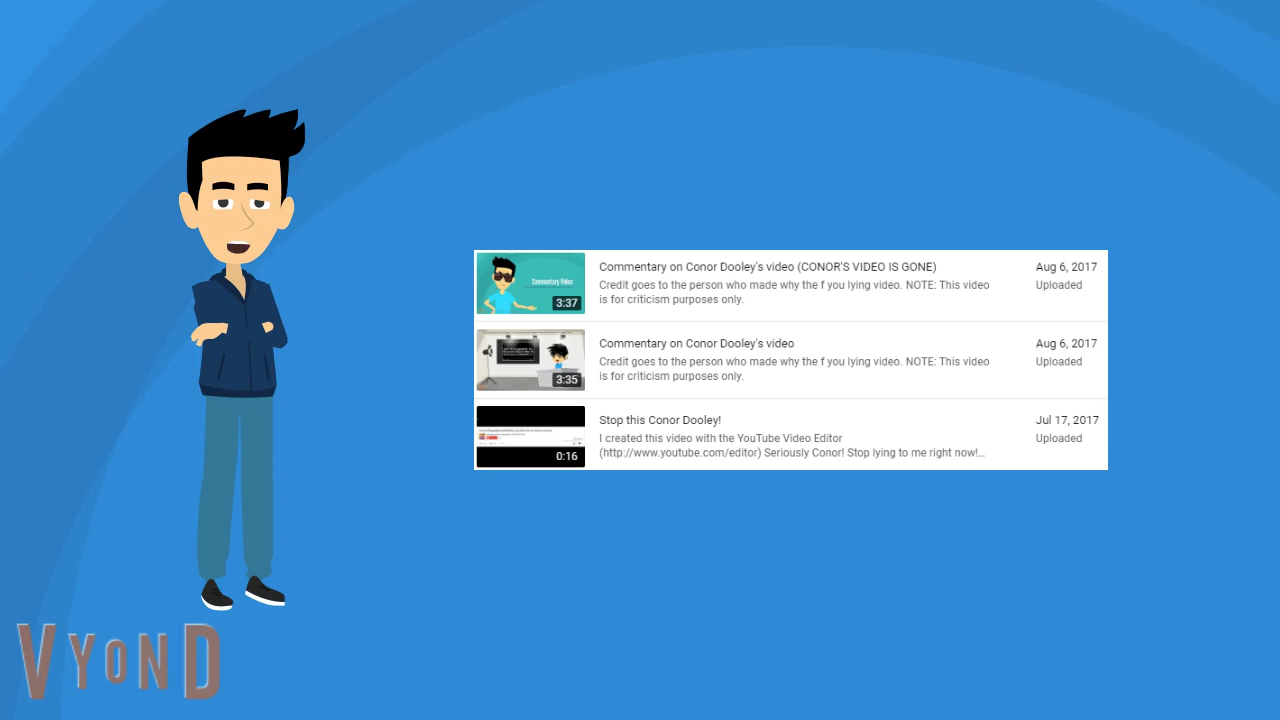 Commentary on Conor Dooley's video (CONOR'S VIDEO IS GONE)
Aug 6, 2017
Credit goes to the person who made why the f you lying video. NOTE: This video
Uploaded
is for criticism purposes only.
Commentary Video
3:37
Commentary on Conor Dooley's video
Aug 6, 2017
Credit goes to the person who made why the f you lying video. NOTE: This video
Uploaded
is for criticism purposes only.
3:35
Stop this Conor Dooley!
Jul 17, 2017
I created this video with the YouTube Video Editor
Uploaded
(http://www.youtube.com/editor) Seriously Conor! Stop lying to me right now!...
0:16
VYOND